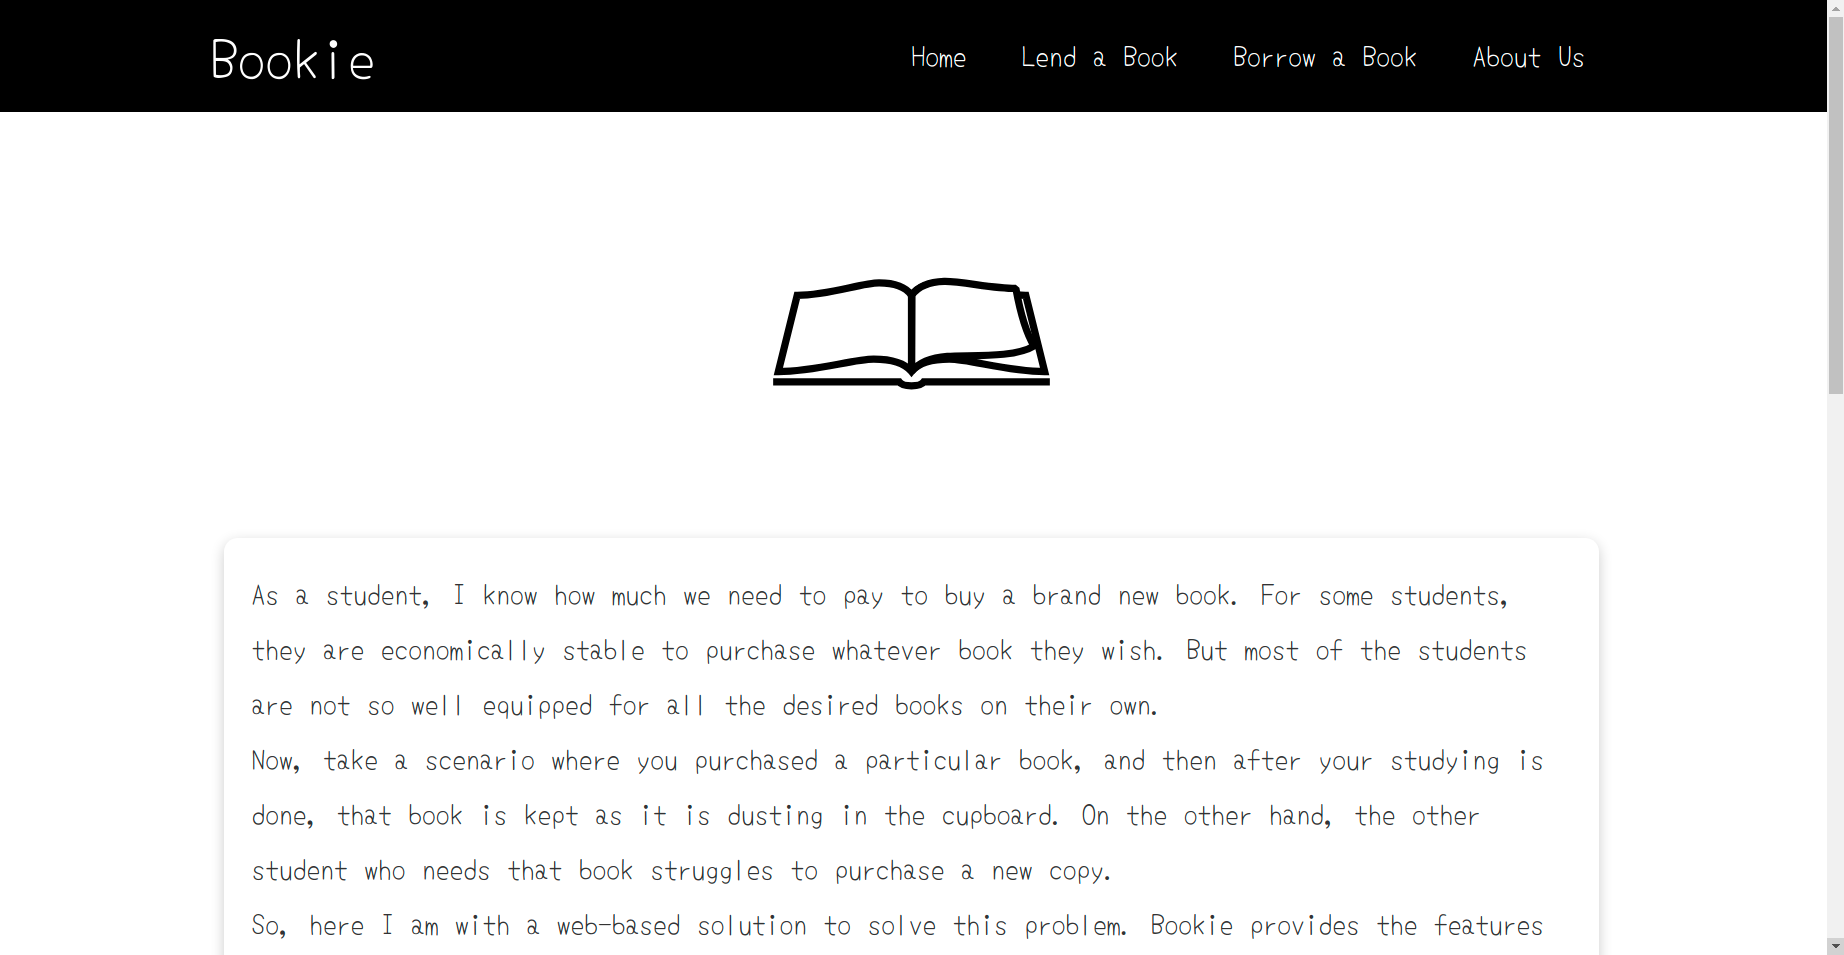 Bookie
Home Lend a Book Borrow a Book About Us
As a student, I know how much we need to pay to buy a brand new book. For some students,
they are economically stable to purchase whatever book they wish. But most of the students
are not so well equipped for all the desired books on their own.
Now, take a scenario where you purchased a particular book, and then after your studying is
done, that book is kept as it is dusting in the cupboard. On the other hand, the other
student who needs that book struggles to purchase a new copy.
So, here I am with a web-based solution to solve this problem. Bookie provides the features